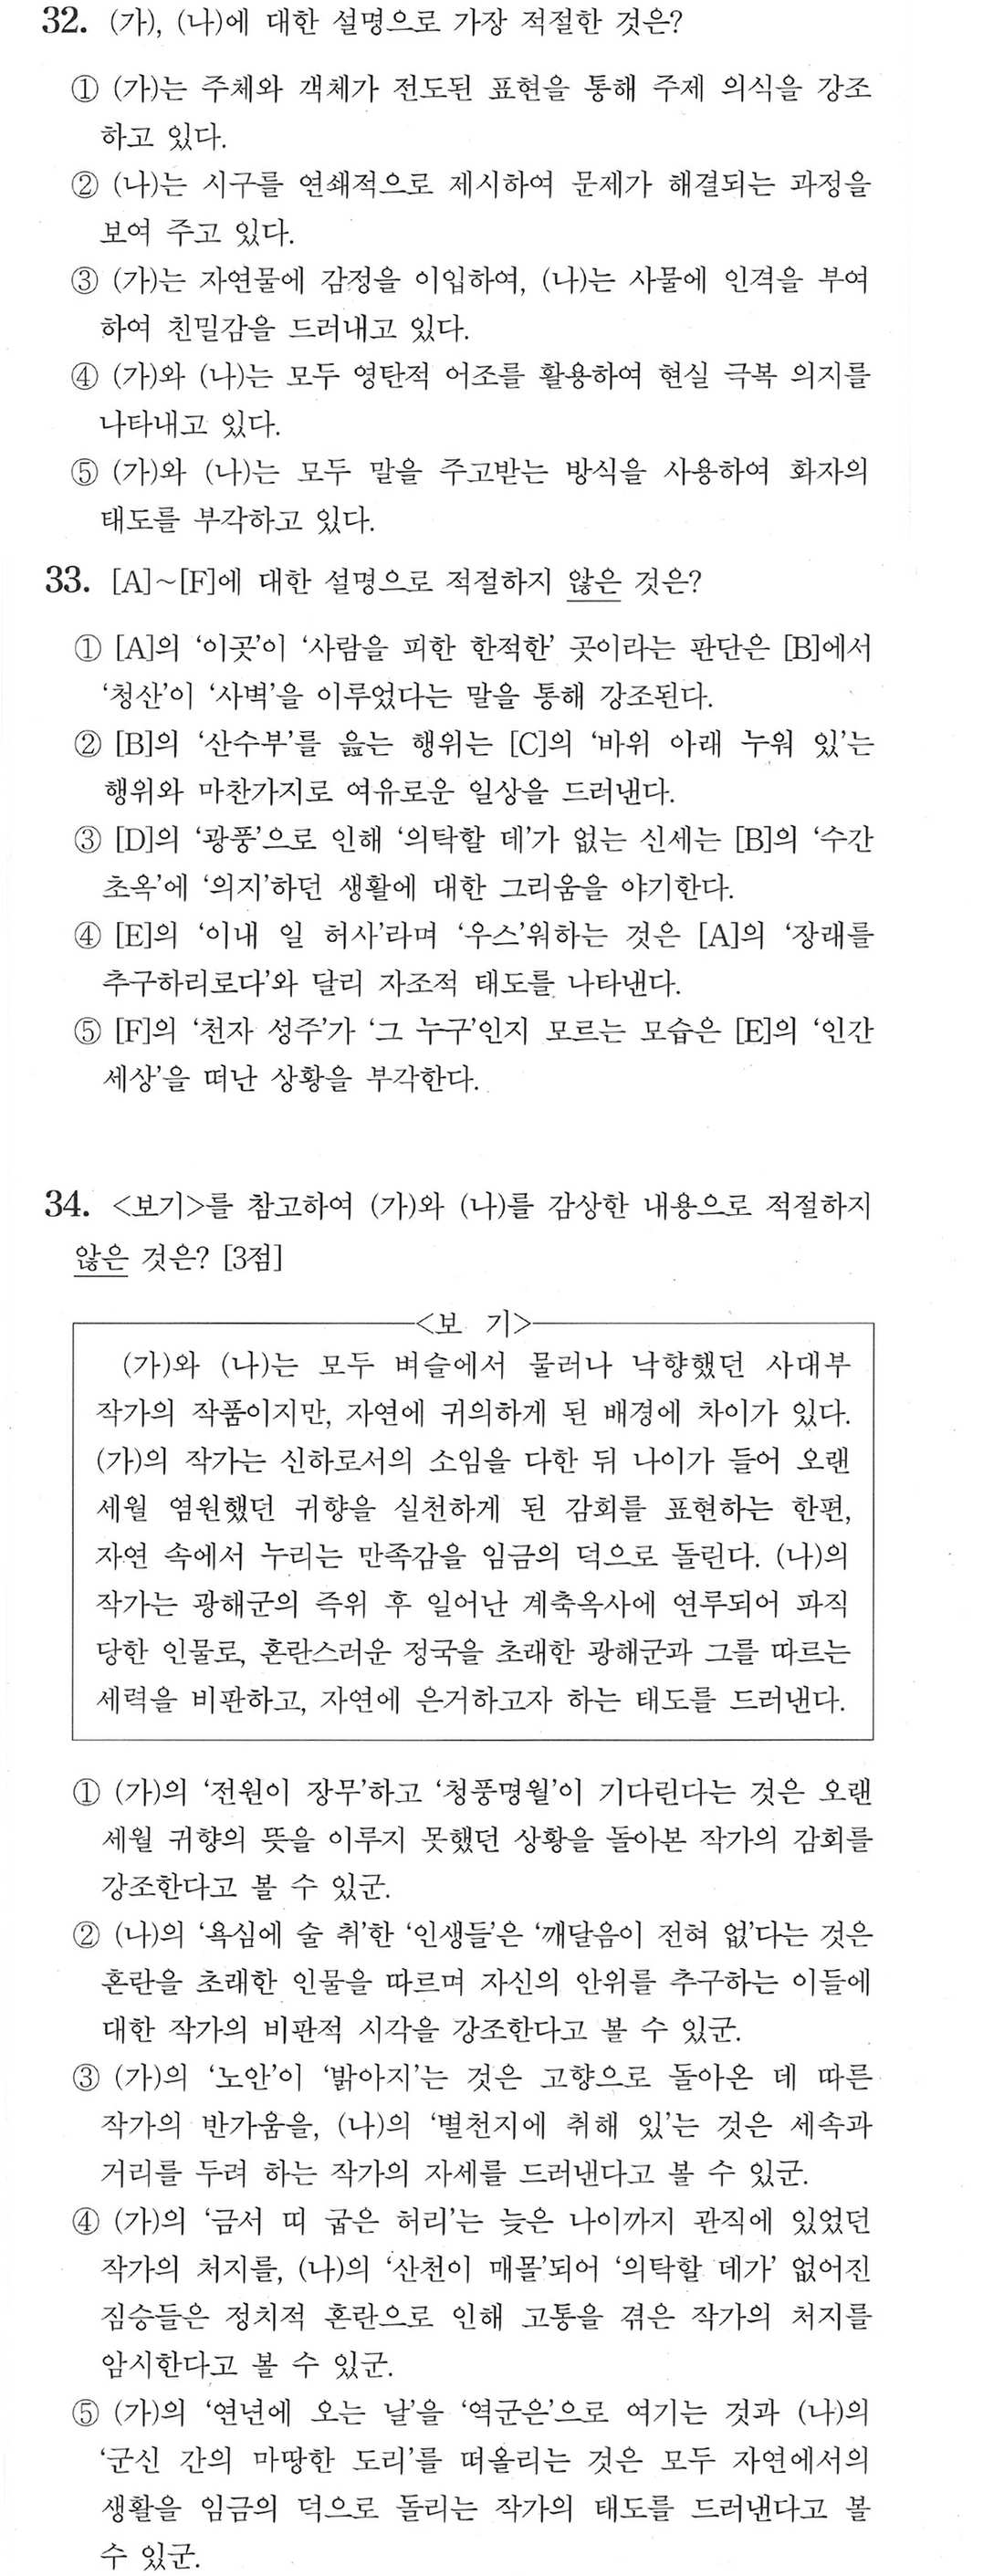 32. (가), (나)에 대한 설명으로 가장 적절한 것은?
① (가)는 주체와 객체가 전도된 표현을 통해 주제 의식을 강조
하고 있다.
② (나)는 시구를 연쇄적으로 제시하여 문제가 해결되는 과정을
보여 주고 있다.
③ (가)는 자연물에 감정을 이입하여, (나)는 사물에 인격을 부여
하여 친밀감을 드러내고 있다.
④ (가)와 (나)는 모두 영탄적 어조를 활용하여 현실 극복 의지를
나타내고 있다.
⑤ (가)와 (나)는 모두 말을 주고받는 방식을 사용하여 화자의
태도를 부각하고 있다.
33. [A]~[F]에 대한 설명으로 적절하지 않은 것은?
① [A]의 ‘이곳’이 ‘사람을 피한 한적한’ 곳이라는 판단은 [B]에서
‘청산’이 ‘사벽’을 이루었다는 말을 통해 강조된다.
② [B]의 ‘산수부’를 읊는 행위는 [C]의 ‘바위 아래 누워 있’는
행위와 마찬가지로 여유로운 일상을 드러낸다.
③ [D]의 ‘광풍’으로 인해 ‘의탁할 데’가 없는 신세는 [B]의 ‘수간
초옥’에 ‘의지’하던 생활에 대한 그리움을 야기한다.
④ [E]의 ‘이내 일 허사’라며 ‘우스’워하는 것은 [A]의 ‘장래를
추구하리로다’와 달리 자조적 태도를 나타낸다.
⑤ [F]의 ‘천자 성주’가 ‘그 누구’인지 모르는 모습은 [E]의 ‘인간
세상’을 떠난 상황을 부각한다.
34. <보기>를 참고하여 (가)와 (나)를 감상한 내용으로 적절하지
않은 것은? [3점]
<보 기>
(가)와 (나)는 모두 벼슬에서 물러나 낙향했던 사대부
작가의 작품이지만, 자연에 귀의하게 된 배경에 차이가 있다.
(가)의 작가는 신하로서의 소임을 다한 뒤 나이가 들어 오랜
세월 염원했던 귀향을 실천하게 된 감회를 표현하는 한편,
자연 속에서 누리는 만족감을 임금의 덕으로 돌린다. (나)의
작가는 광해군의 즉위 후 일어난 계축옥사에 연루되어 파직
당한 인물로, 혼란스러운 정국을 초래한 광해군과 그를 따르는
세력을 비판하고, 자연에 은거하고자 하는 태도를 드러낸다.
① (가)의 ‘전원이 장무’하고 ‘청풍명월’이 기다린다는 것은 오랜
세월 귀향의 뜻을 이루지 못했던 상황을 돌아본 작가의 감회를
강조한다고 볼 수 있군.
② (나)의 ‘욕심에 술 취’한 ‘인생들’은 ‘깨달음이 전혀 없’다는 것은
혼란을 초래한 인물을 따르며 자신의 안위를 추구하는 이들에
대한 작가의 비판적 시각을 강조한다고 볼 수 있군.
③ (가)의 ‘노안’이 ‘밝아지’는 것은 고향으로 돌아온 데 따른
작가의 반가움을, (나)의 ‘별천지에 취해 있’는 것은 세속과
거리를 두려 하는 작가의 자세를 드러낸다고 볼 수 있군.
④ (가)의 ‘금서 띠 굽은 허리’는 늦은 나이까지 관직에 있었던
작가의 처지를, (나)의 ‘산천이 매몰’되어 ‘의탁할 데가’ 없어진
짐승들은 정치적 혼란으로 인해 고통을 겪은 작가의 처지를
암시한다고 볼 수 있군.
⑤ (가)의 ‘연년에 오는 날’을 ‘역군은’으로 여기는 것과 (나)의
‘군신 간의 마땅한 도리’를 떠올리는 것은 모두 자연에서의
생활을 임금의 덕으로 돌리는 작가의 태도를 드러낸다고 볼
수 있군.